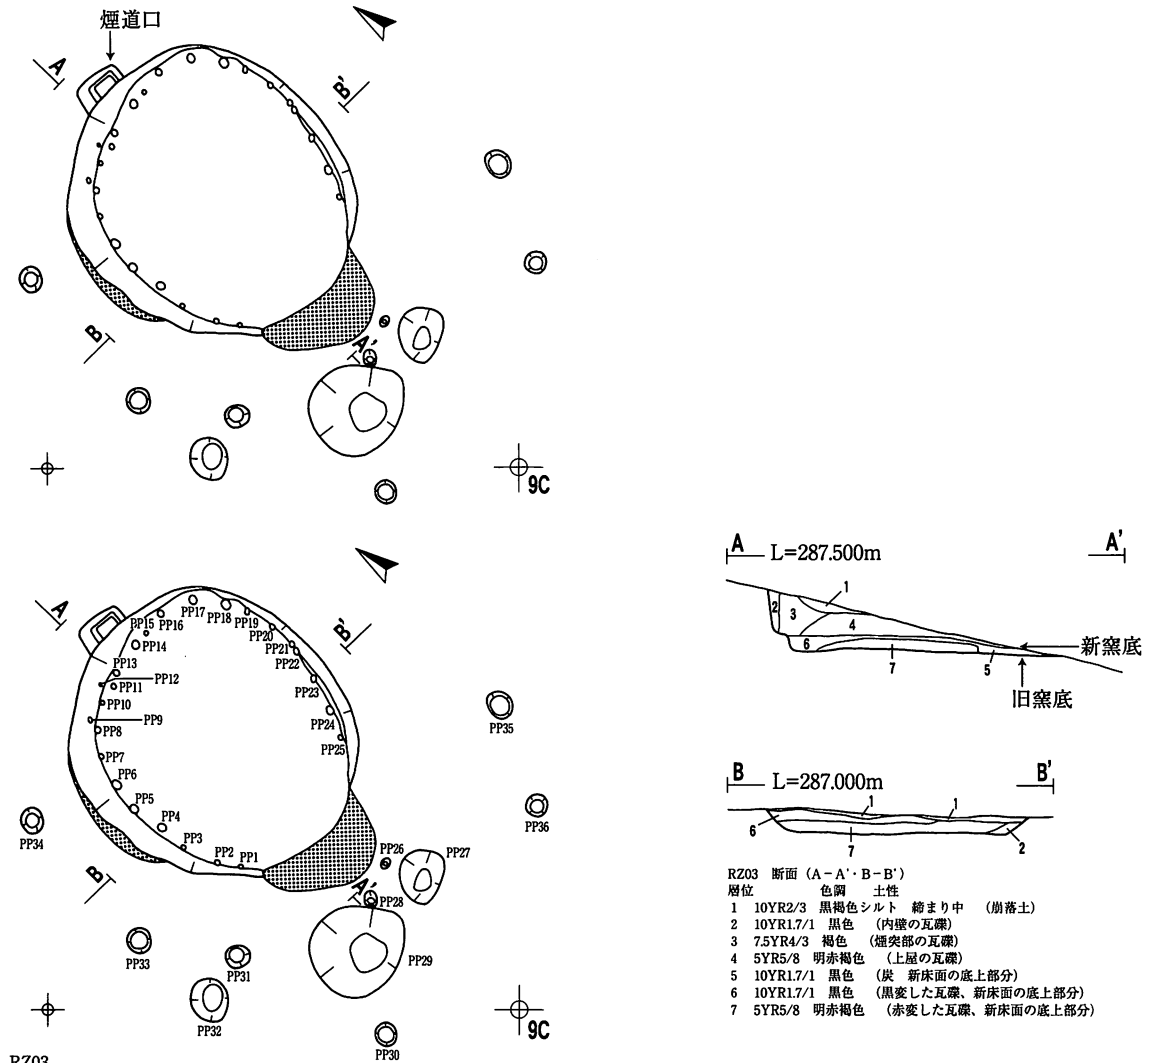 煙道口
A
B'
B
A'
9C
A
B'
PP17
PP18
PP15
PP16
PP19
PP20
PP14
PP21
PP22
PP13
PP12
PP11
PP23
PP10
PP24
PP9
PP8
PP25
PP35
PP7
PP6
PP5
PP4
PP36
PP34
PP3
PP2
PP1
PP26
PP27
B
A'
PP28
PP33
PP31
PP29
PP32
9C
PP30
RZ03
A
L=287.500m
A'
1
2
3
4
6
7
5
新窯底
旧窯底
B
L=287.000m
B'
1
1
6
7
2
RZ03 断面（A－A'・B－B'）
層位 色調 土性
1 10YR2/3 黒褐色シルト 締まり中 （崩落土）
2 10YR1.7/1 黒色 （内壁の瓦礫）
3 7.5YR4/3 褐色 （煙突部の瓦礫）
4 5YR5/8 明赤褐色 （上屋の瓦礫）
5 10YR1.7/1 黒色 （炭 新床面の底上部分）
6 10YR1.7/1 黒色 （黒変した瓦礫、新床面の底上部分）
7 5YR5/8 明赤褐色 （赤変した瓦礫、新床面の底上部分）